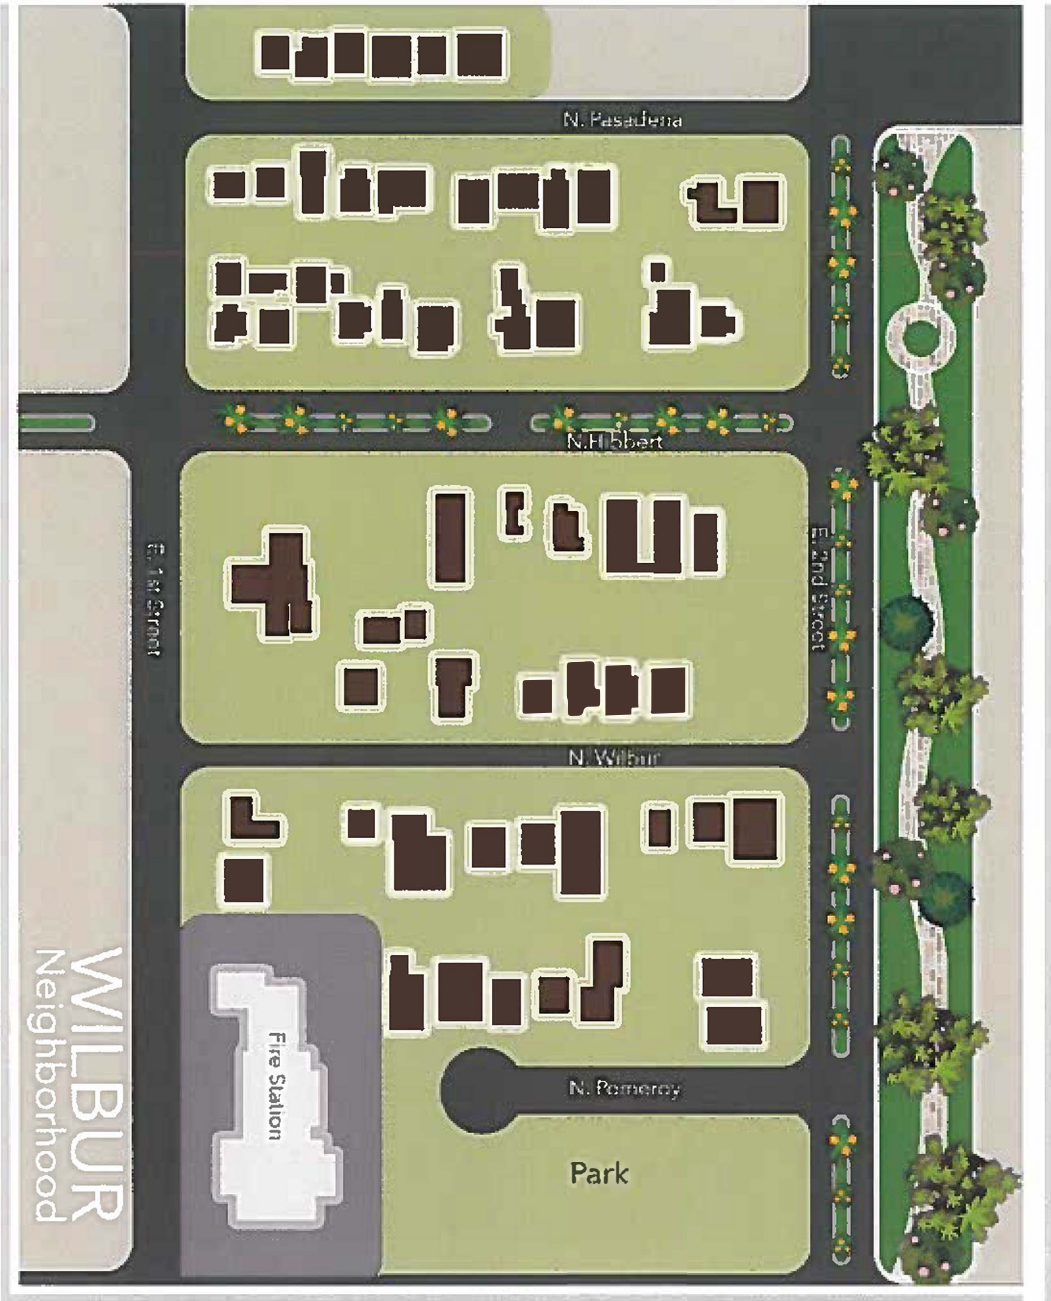 N. Pasadena
N. Hibbert
E. 1st Street
E. 2nd Street
N. Wilbur
WILBUR
Neighborhood
Fire Station
N. Pomeroy
Park